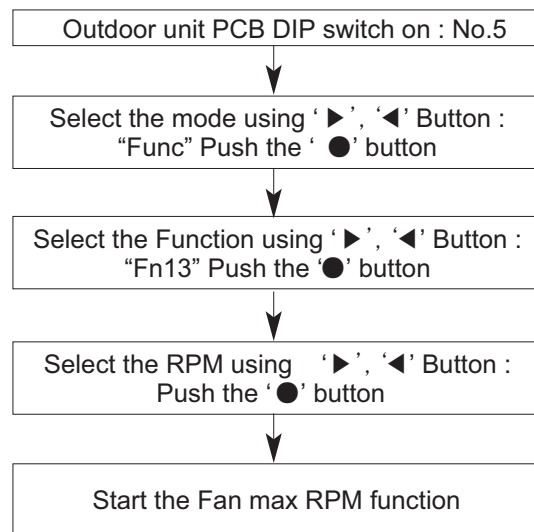 Outdoor unit PCB DIP switch on : No.5
Select the mode using ‘ ▶ ’, ‘◀ ’ Button :
“Func” Push the ‘ ● ’ button
Select the Function using ‘ ▶ ’, ‘◀ ’ Button :
“Fn13” Push the ‘●’ button
Select the RPM using ‘ ▶ ’, ‘◀ ’ Button :
Push the ‘ ● ’ button
Start the Fan max RPM function